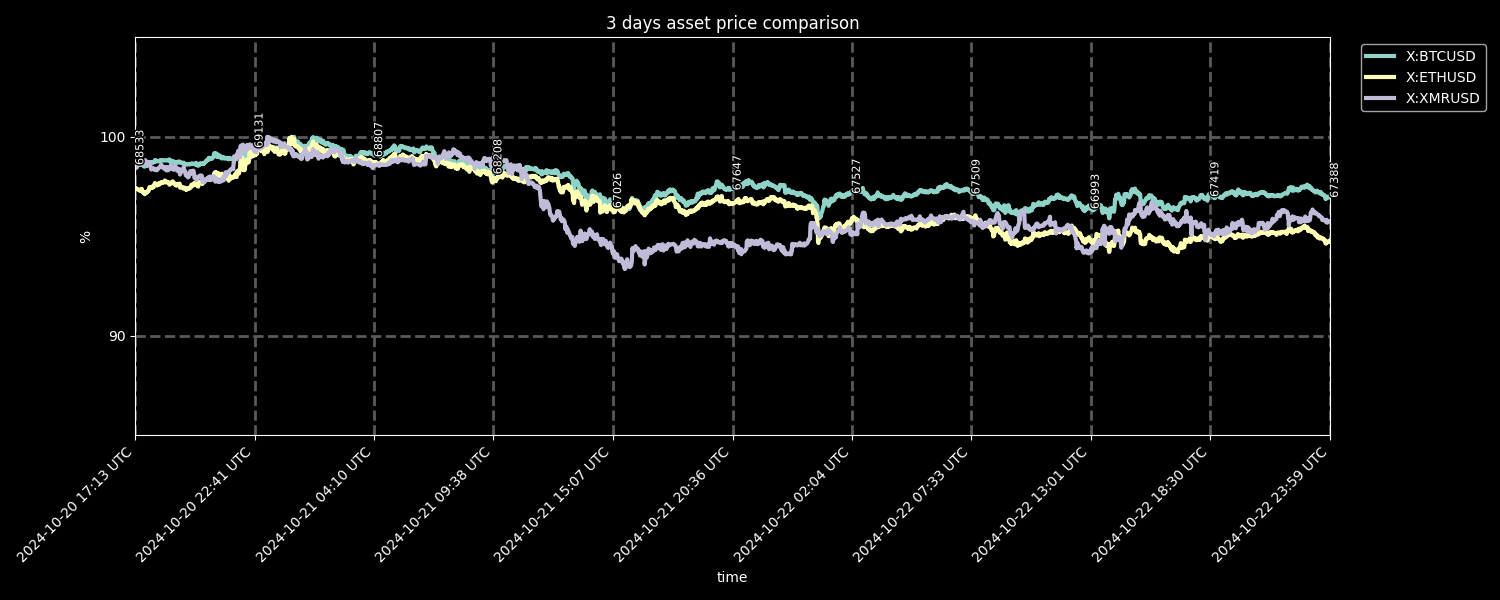 3 days asset price comparison
X:BTCUSD
X:ETHUSD
X:XMRUSD
100
90
%
68533
69131
68807
68208
67026
67647
67527
67509
66993
67419
67388
2024-10-20 17:13 UTC
2024-10-20 22:41 UTC
2024-10-21 04:10 UTC
2024-10-21 09:38 UTC
2024-10-21 15:07 UTC
2024-10-21 20:36 UTC
2024-10-22 02:04 UTC
2024-10-22 07:33 UTC
2024-10-22 13:01 UTC
2024-10-22 18:30 UTC
2024-10-22 23:59 UTC
time